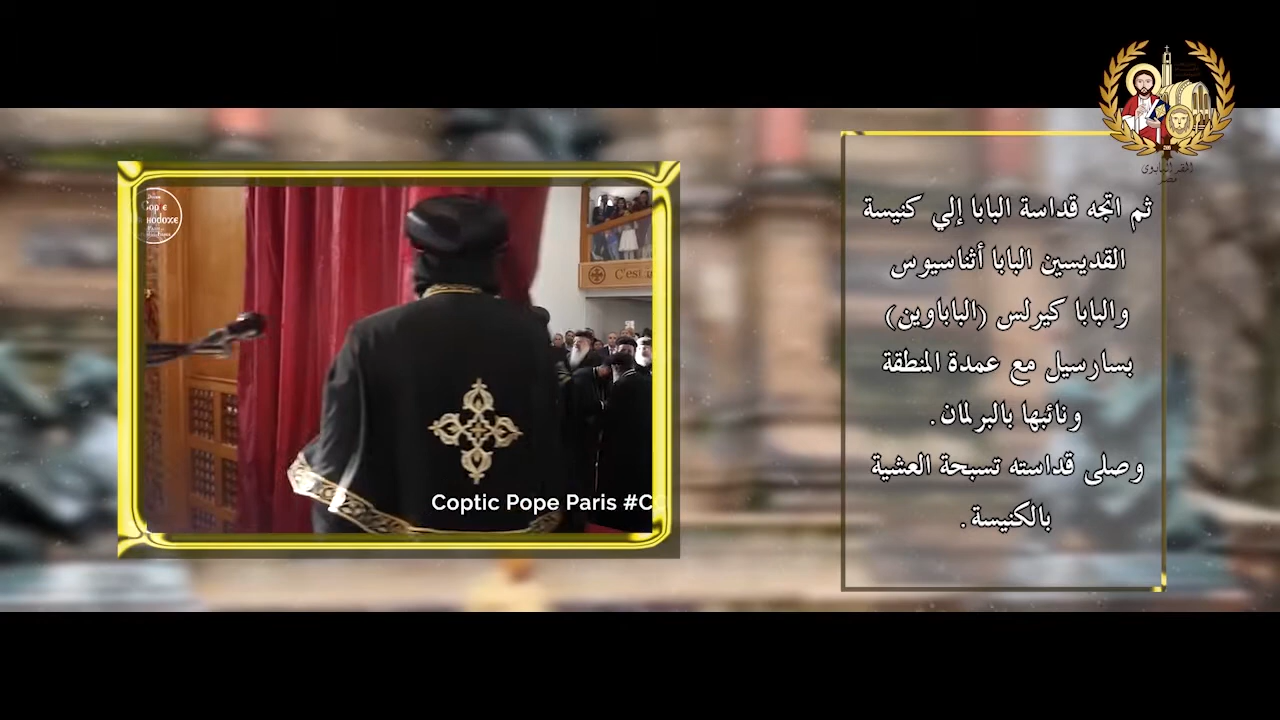 ثم اتجه قداسة البابا إلي كنيسة
القديسين البابا أثناسيوس
والبابا كيرلس (الباباوين)
بسارسيل مع عمدة المنطقة
ونائبها بالبرلمان.
وصلى قداسته تسبحة العشية
بالكنيسة.
Coptic Pope Paris #C
C'est